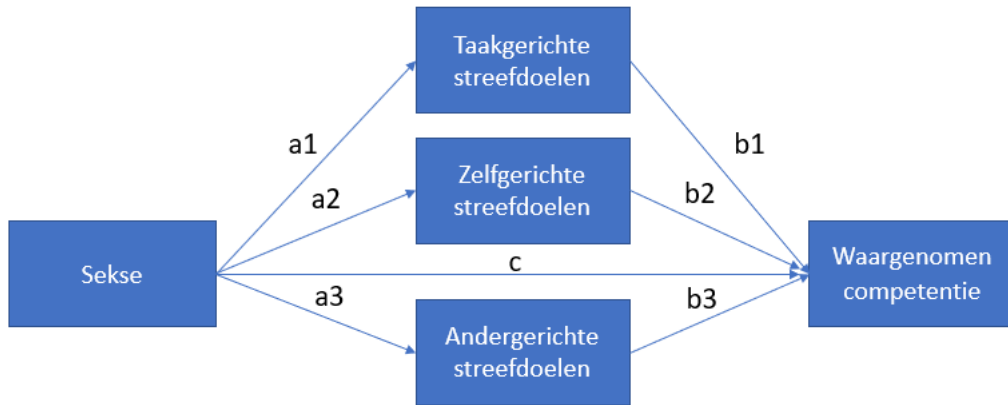 Taakgerichte
streefdoelen
a1
b1
Zelfgerichte
streefdoelen
a2
b2
Sekse
c
Waargenomen
competentie
a3
b3
Andergerichte
streefdoelen